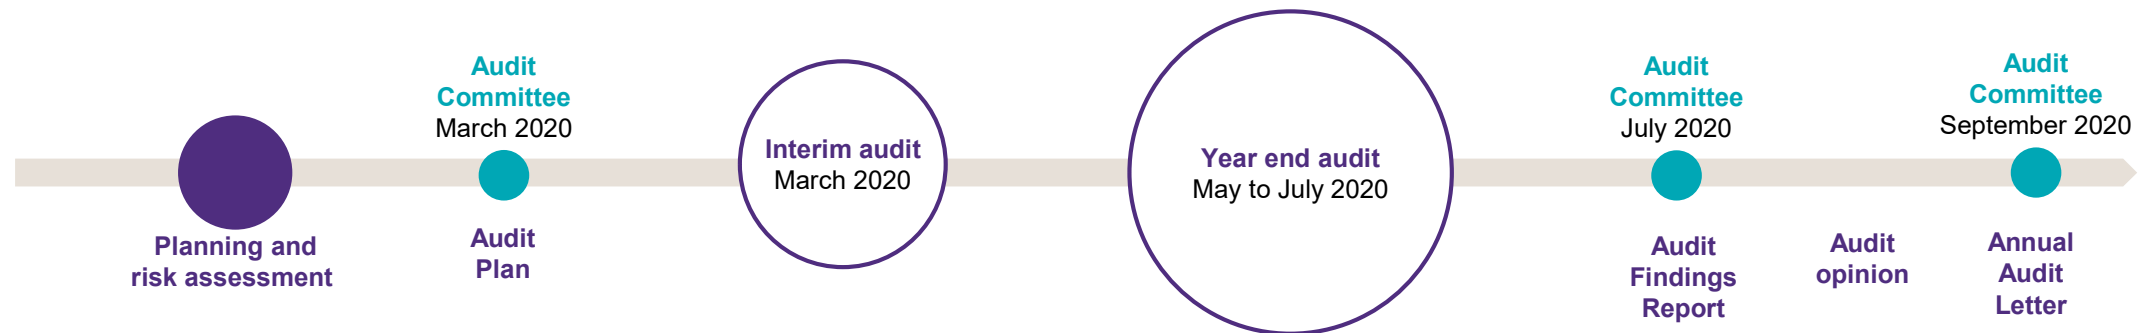 Planning and
risk assessment
Audit
Committee
March 2020
Audit
Plan
Interim audit
March 2020
Year end audit
May to July 2020
Audit
Committee
July 2020
Audit
Findings
Report
Audit
opinion
Audit
Committee
September 2020
Annual
Audit
Letter